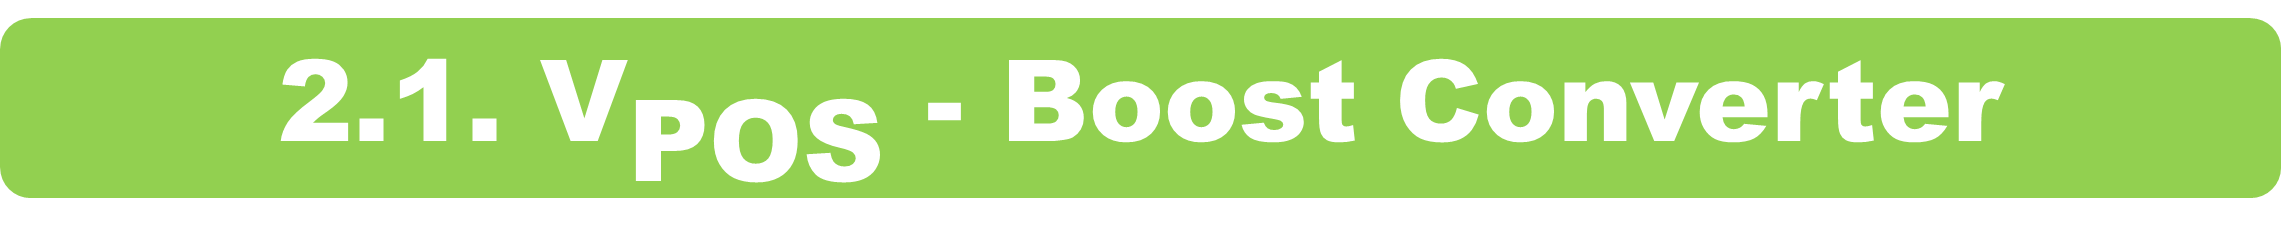 2.1. VPOS - Boost Converter